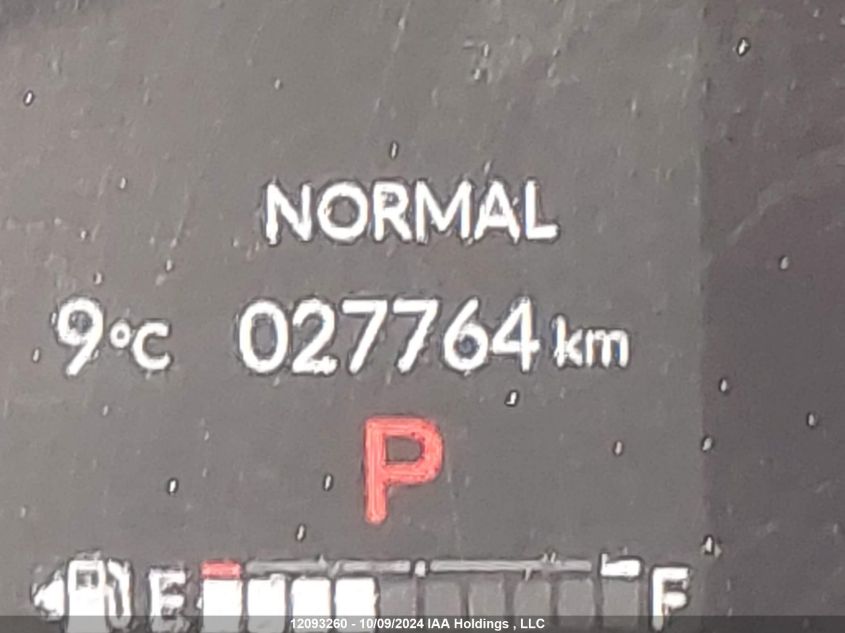 NORMAL
9°C 027764 km
P
E F
12093260 - 10/09/2024 IAA Holdings , LLC